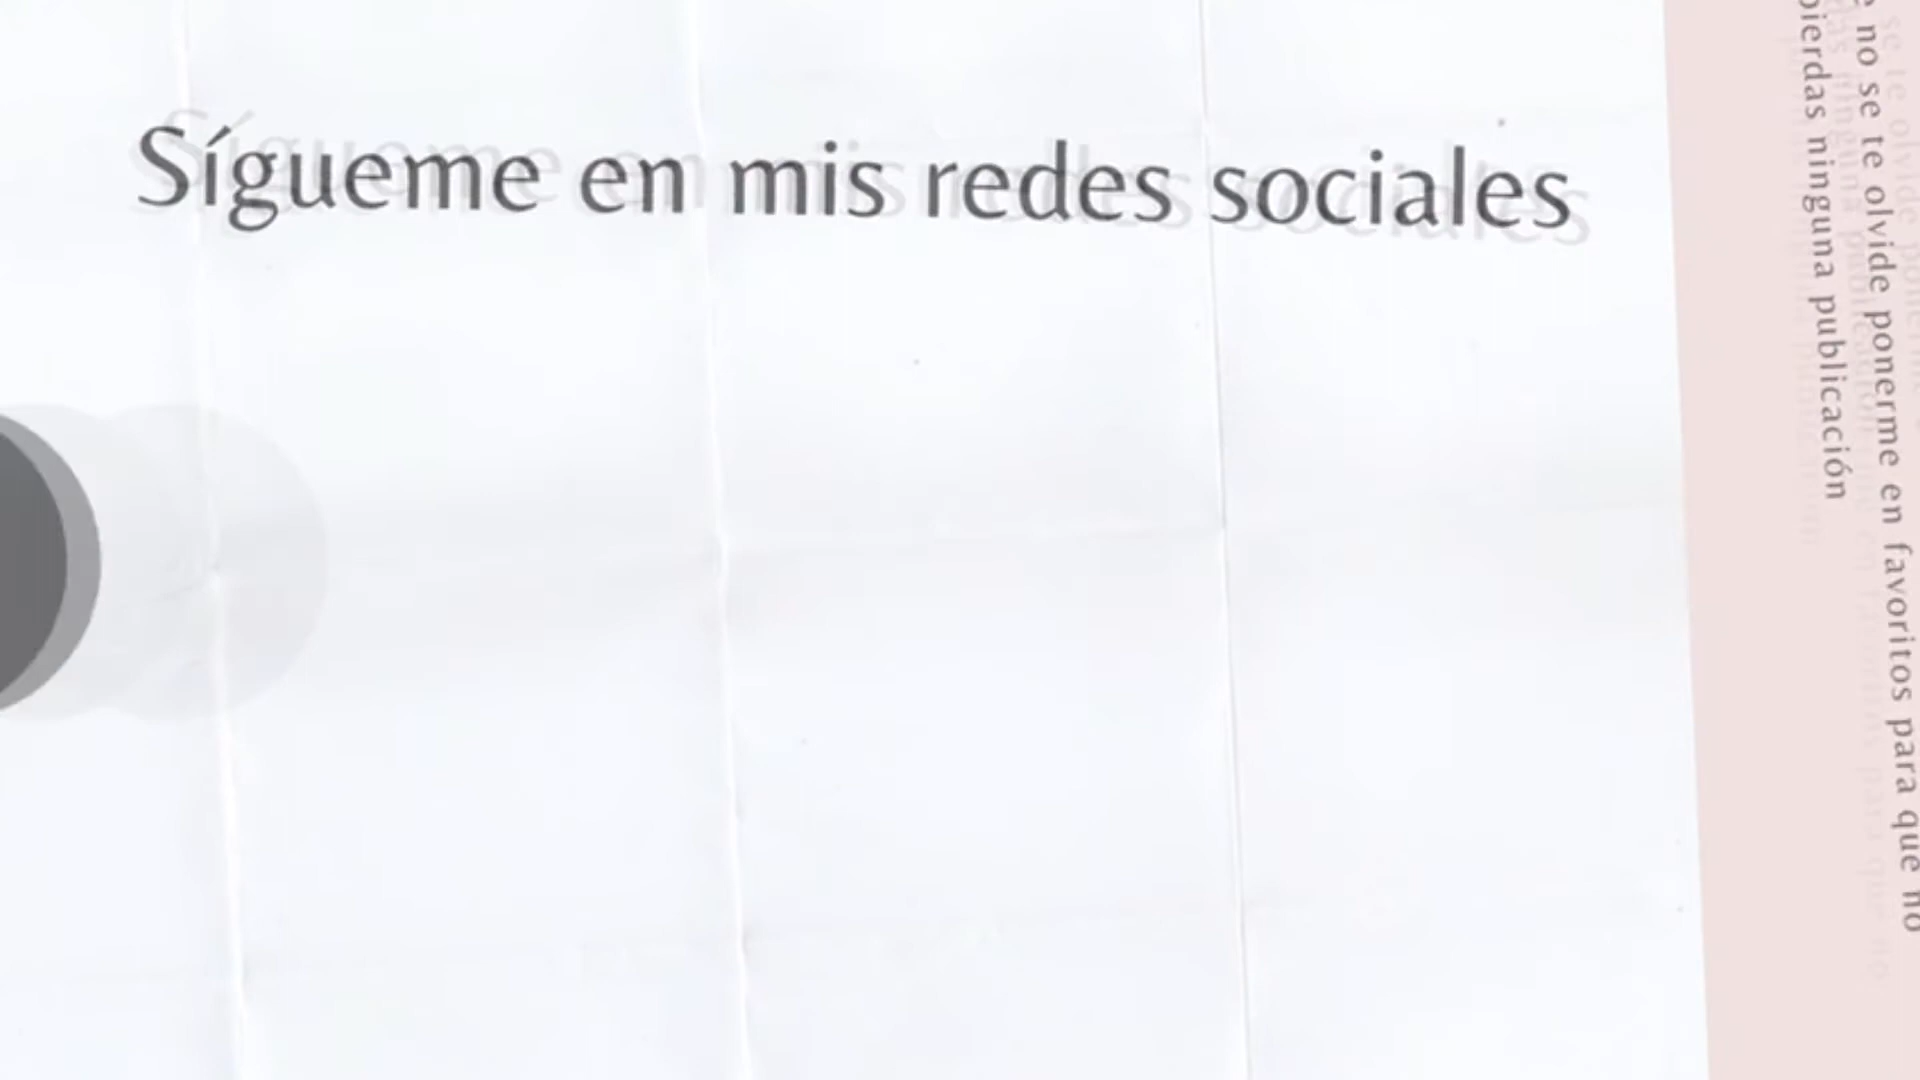 Sígueme en mis redes sociales
no se te olvide ponerme en favoritos para que no
pierdas ninguna publicación